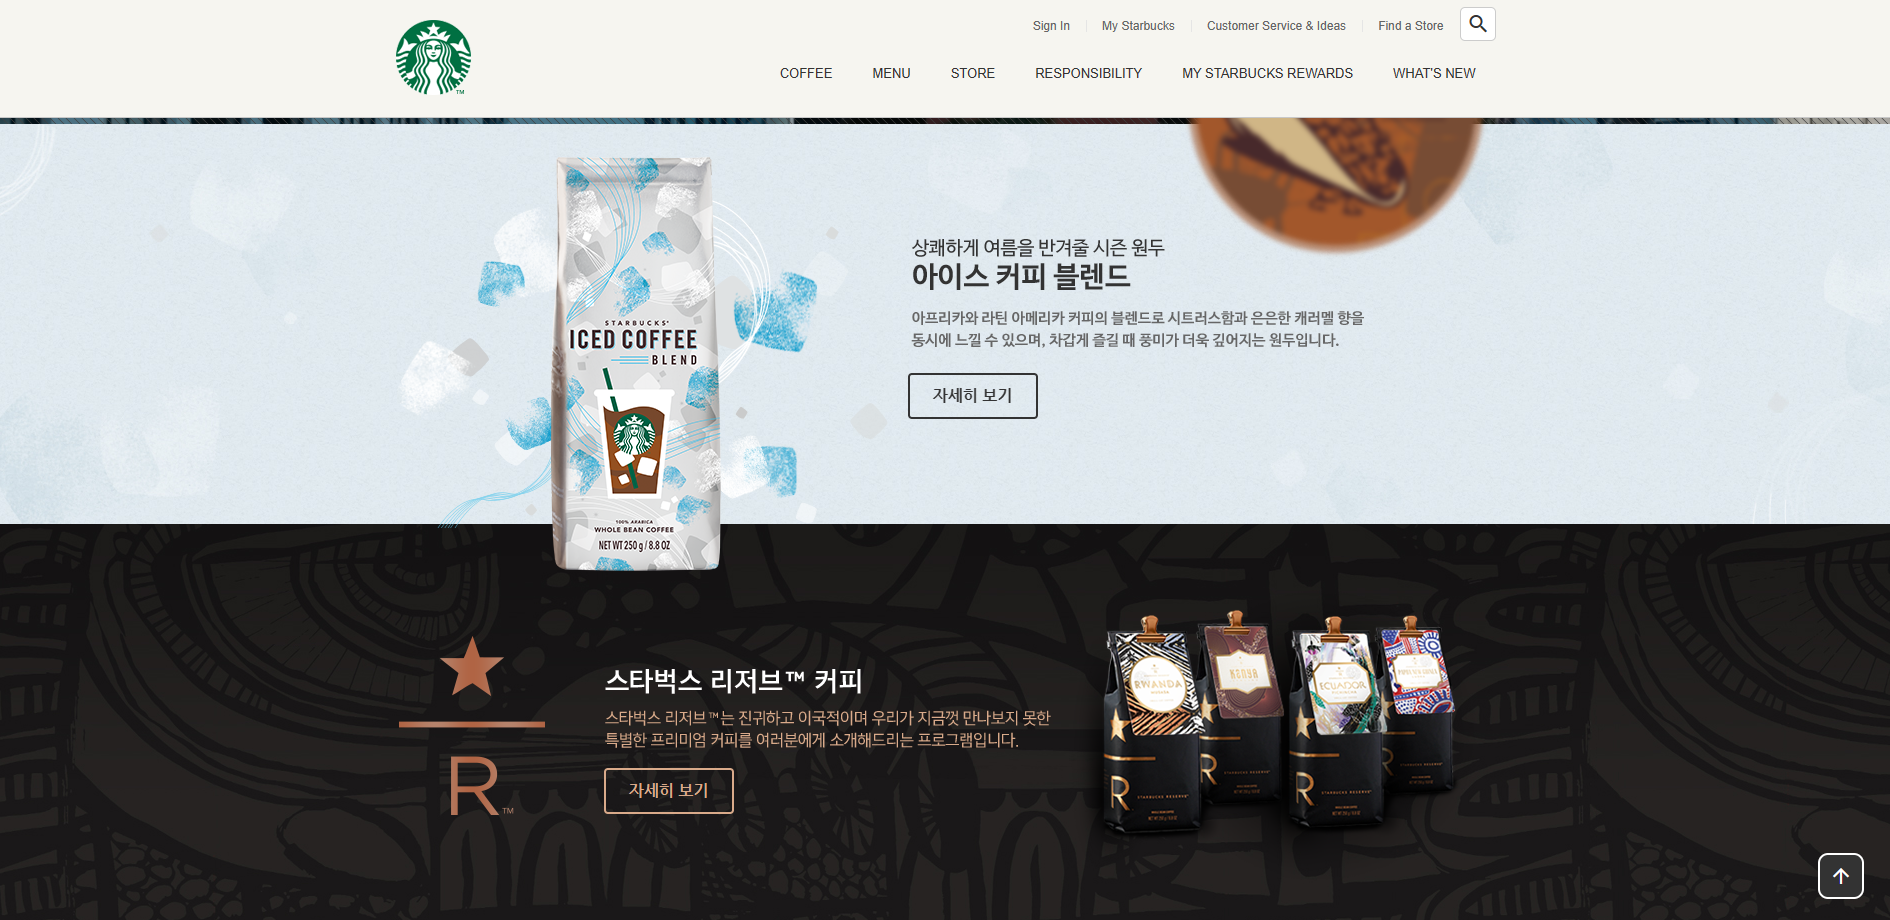 Sign In
My Starbucks
Customer Service & Ideas
Find a Store
COFFEE
MENU
STORE
RESPONSIBILITY
MY STARBUCKS REWARDS
WHAT'S NEW
TM
상쾌하게 여름을 반겨줄 시즌 원두
아이스 커피 블렌드
아프리카와 라틴 아메리카 커피의 블렌드로 시트러스함과 은은한 캐러멜 향을
동시에 느낄 수 있으며, 차갑게 즐길 때 풍미가 더욱 깊어지는 원두입니다.
자세히 보기
STARBUCKS®
ICED COFFEE
BLEND
100% ARABICA
WHOLE BEAN COFFEE
NET WT 250 g / 8.8 OZ
R™
스타벅스 리저브™ 커피
스타벅스 리저브™는 진귀하고 이국적이며 우리가 지금껏 만나보지 못한
특별한 프리미엄 커피를 여러분에게 소개해드리는 프로그램입니다.
자세히 보기
RWANDA
KENYA
ECUADOR
PAPUA NEW GUINEA
R
STARBUCKS RESERVE
R
STARBUCKS RESERVE
R
STARBUCKS RESERVE